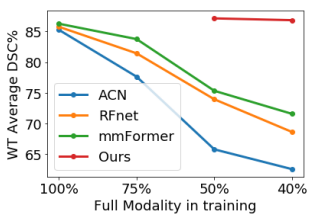 WT Average DSC%
85
80
75
70
65
ACN
RFnet
mmFormer
Ours
100% 75% 50% 40%
Full Modality in training